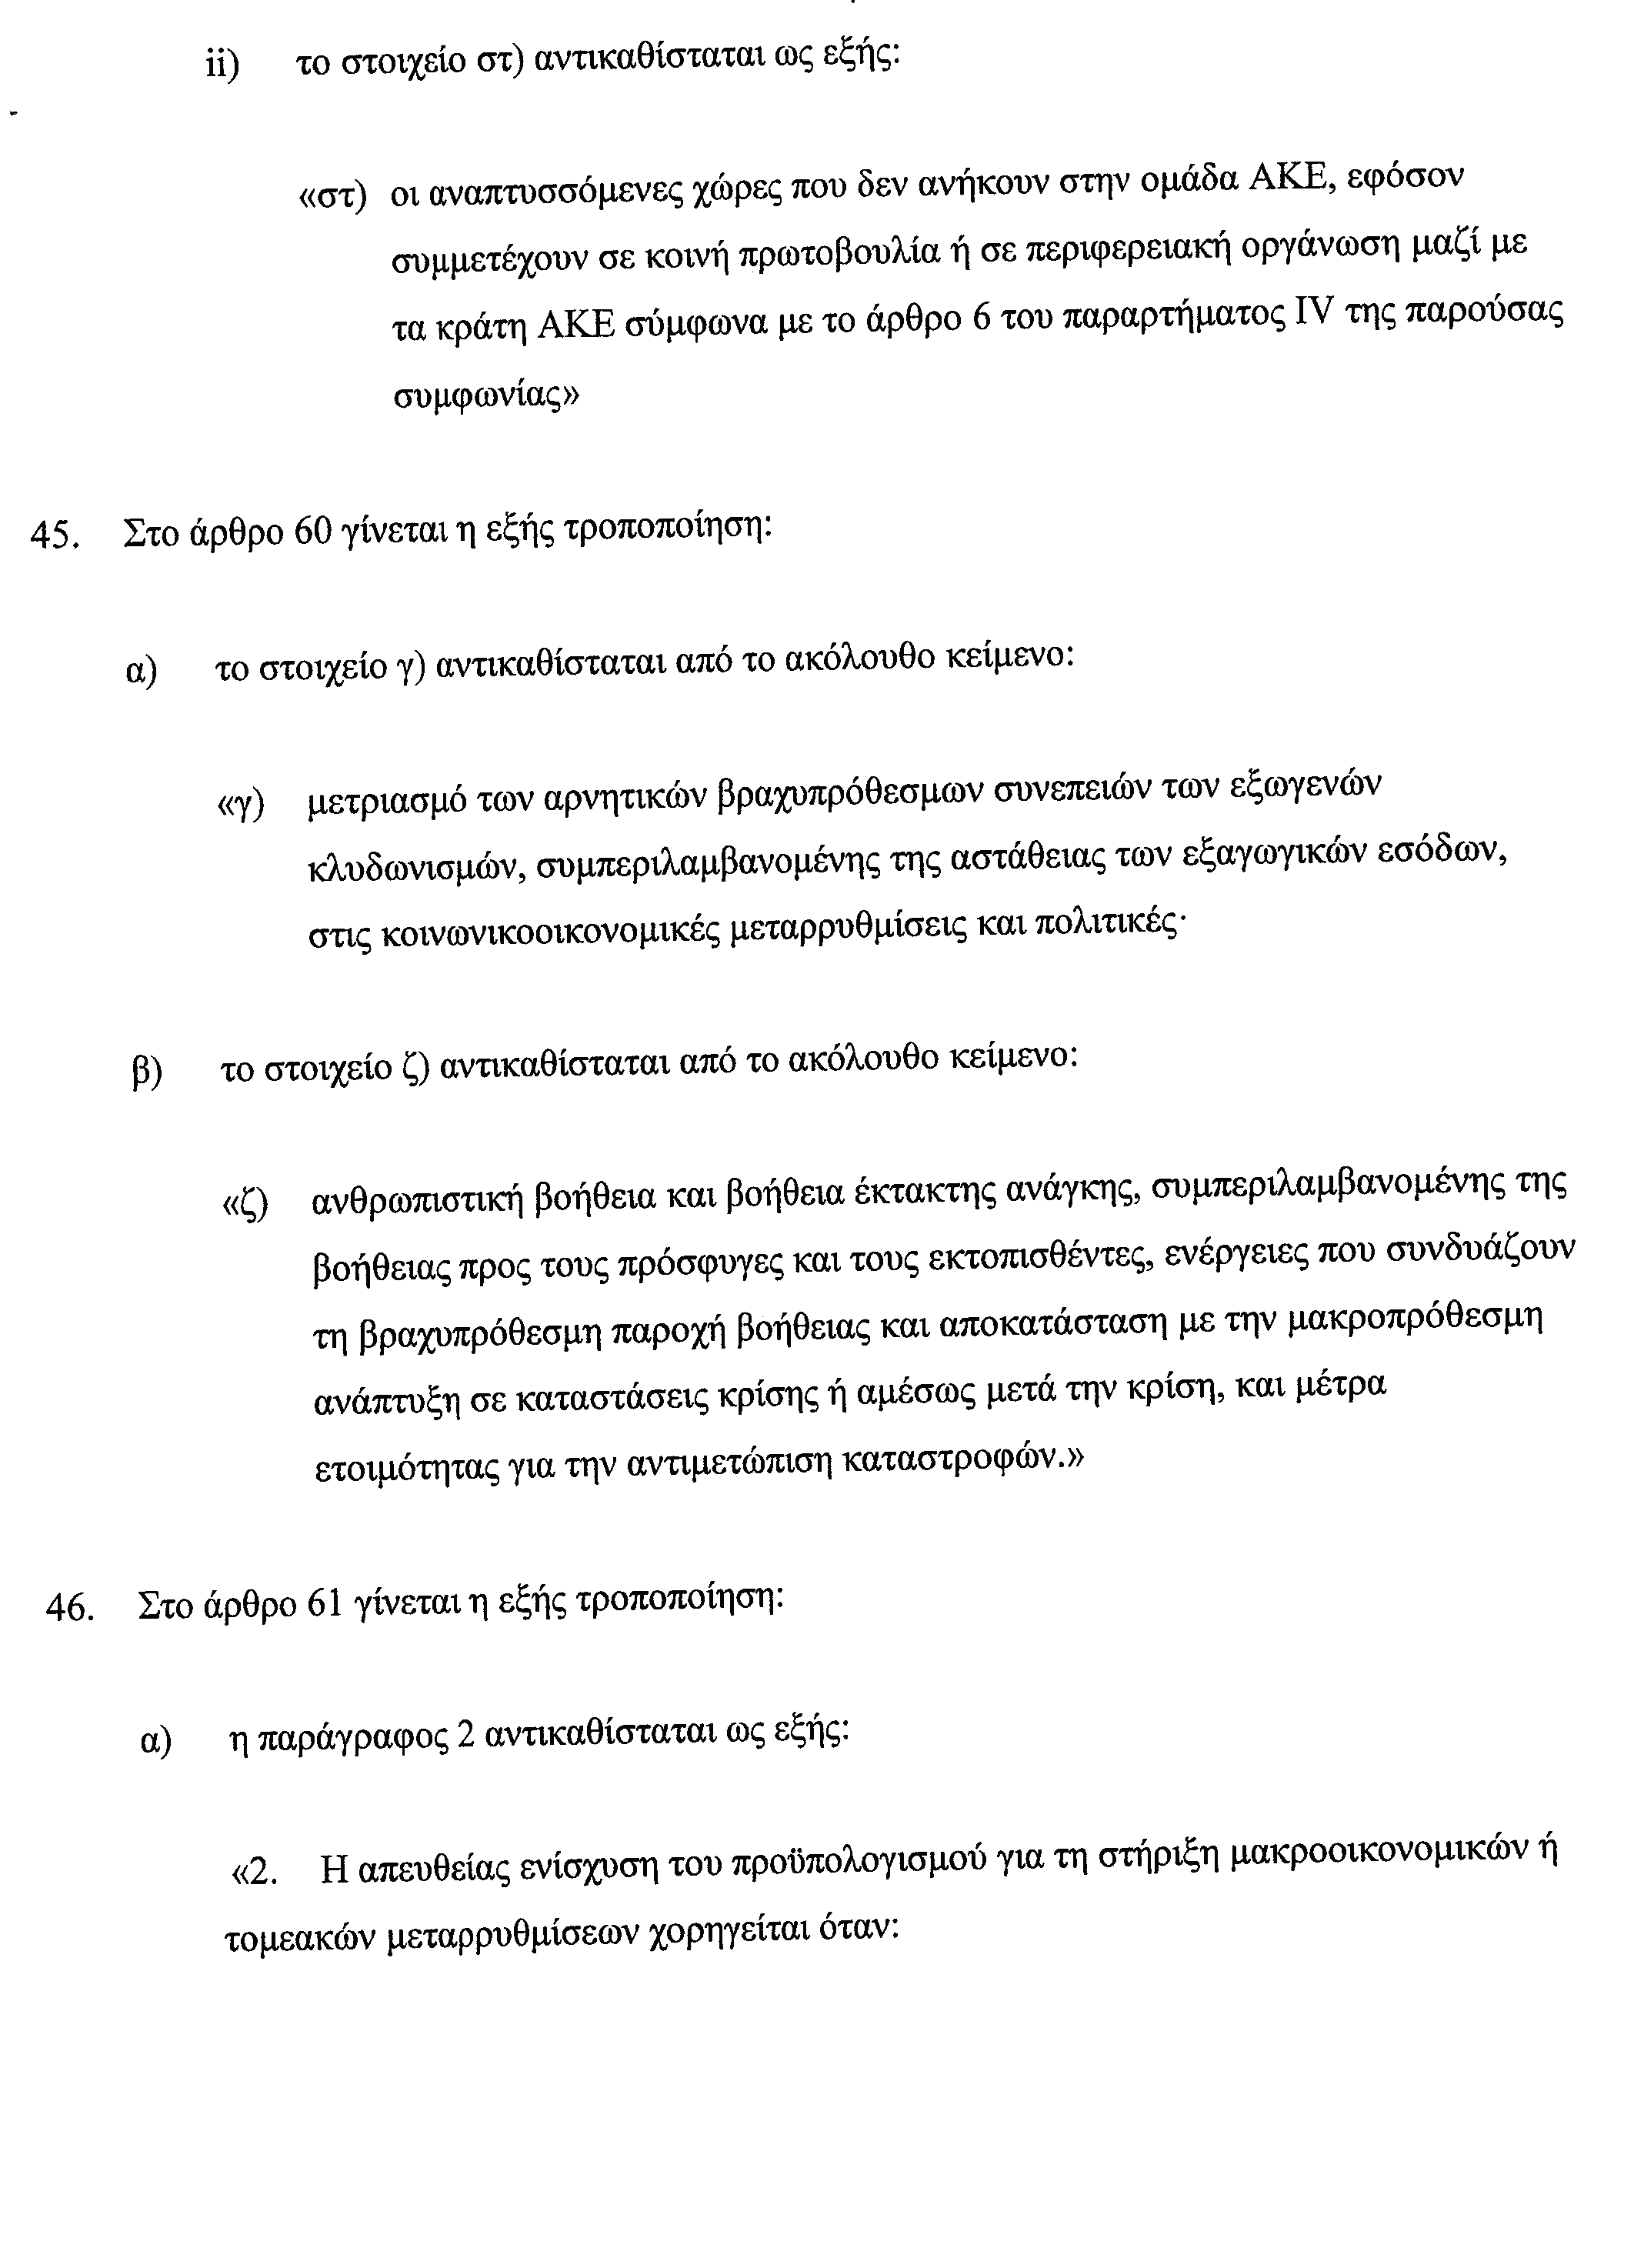 ii) το στοιχείο στ) αντικαθίσταται ως εξής:
«στ) οι αναπτυσσόμενες χώρες που δεν ανήκουν στην ομάδα ΑΚΕ, εφόσον
συμμετέχουν σε κοινή πρωτοβουλία ή σε περιφερειακή οργάνωση μαζί με
τα κράτη ΑΚΕ σύμφωνα με το άρθρο 6 του παραρτήματος IV της παρούσας
συμφωνίας»
45. Στο άρθρο 60 γίνεται η εξής τροποποίηση:
α) το στοιχείο γ) αντικαθίσταται από το ακόλουθο κείμενο:
«γ) μετριασμό των αρνητικών βραχυπρόθεσμων συνεπειών των εξωγενών
κλυδωνισμών, συμπεριλαμβανομένης της αστάθειας των εξαγωγικών εσόδων,
στις κοινωνικοοικονομικές μεταρρυθμίσεις και πολιτικές·
β) το στοιχείο ζ) αντικαθίσταται από το ακόλουθο κείμενο:
«ζ) ανθρωπιστική βοήθεια και βοήθεια έκτακτης ανάγκης, συμπεριλαμβανομένης της
βοήθειας προς τους πρόσφυγες και τους εκτοπισθέντες, ενέργειες που συνδυάζουν
τη βραχυπρόθεσμη παροχή βοήθειας και αποκατάσταση με την μακροπρόθεσμη
ανάπτυξη σε καταστάσεις κρίσης ή αμέσως μετά την κρίση, και μέτρα
ετοιμότητας για την αντιμετώπιση καταστροφών.»
46. Στο άρθρο 61 γίνεται η εξής τροποποίηση:
α) η παράγραφος 2 αντικαθίσταται ως εξής:
«2. Η απευθείας ενίσχυση του προϋπολογισμού για τη στήριξη μακροοικονομικών ή
τομεακών μεταρρυθμίσεων χορηγείται όταν: